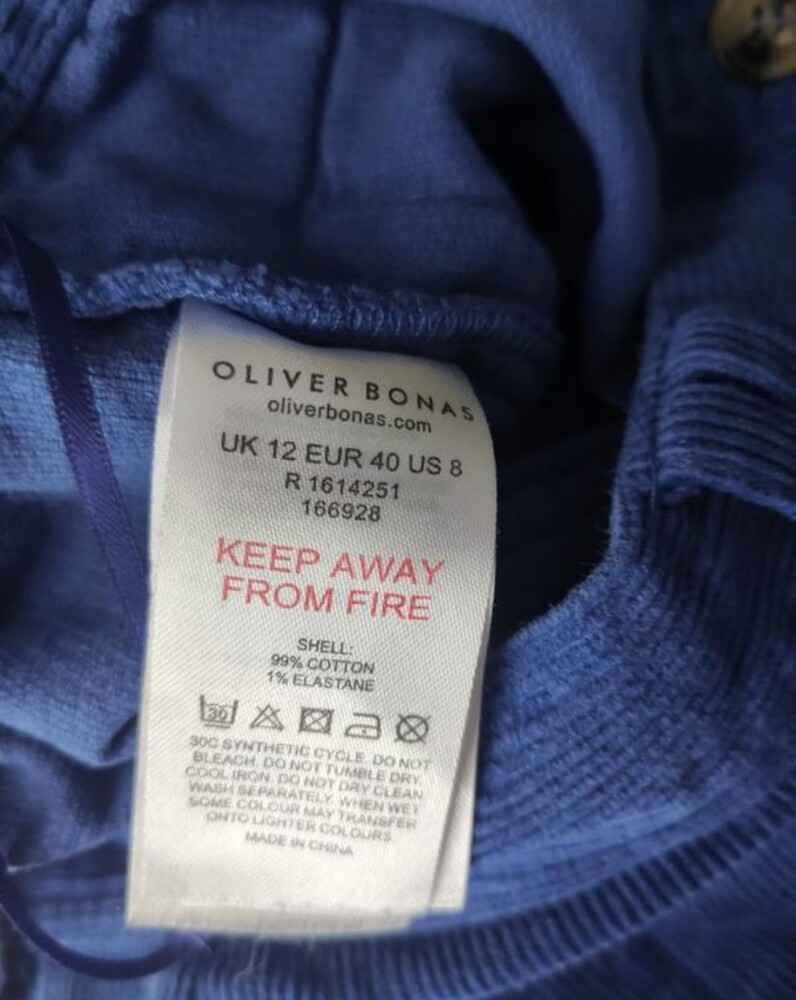 OLIVER BONAS
oliverbonas.com
UK 12 EUR 40 US 8
R 1614251
166928
KEEP AWAY
FROM FIRE
SHELL:
99% COTTON
1% ELASTANE
30
30C SYNTHETIC CYCLE. DO NOT
BLEACH. DO NOT TUMBLE DRY.
COOL IRON. DO NOT DRY CLEAN.
WASH SEPARATELY. WHEN WET
SOME COLOUR MAY TRANSFER
ONTO LIGHTER COLOURS.
MADE IN CHINA